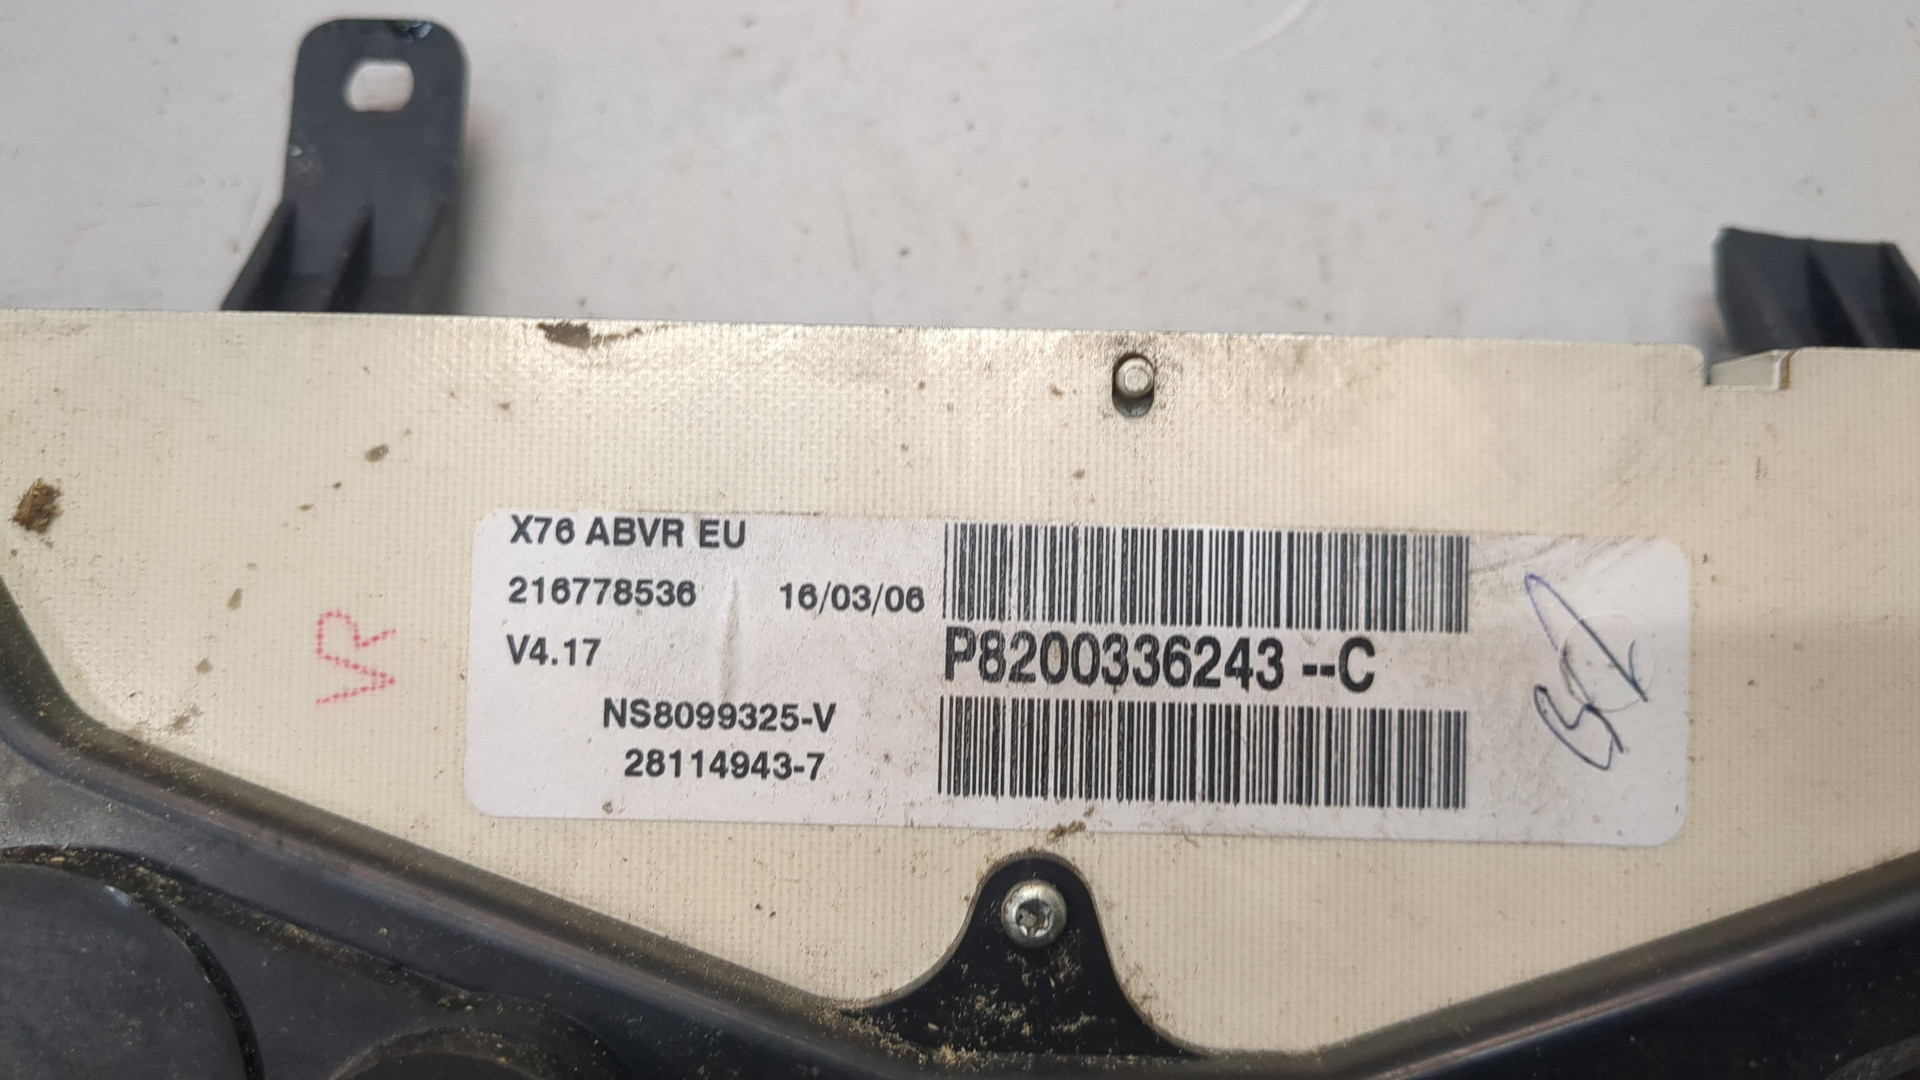 X76 ABVR EU
216778536 16/03/06
V4.17
P8200336243 --C
NS8099325-V
28114943-7
VR